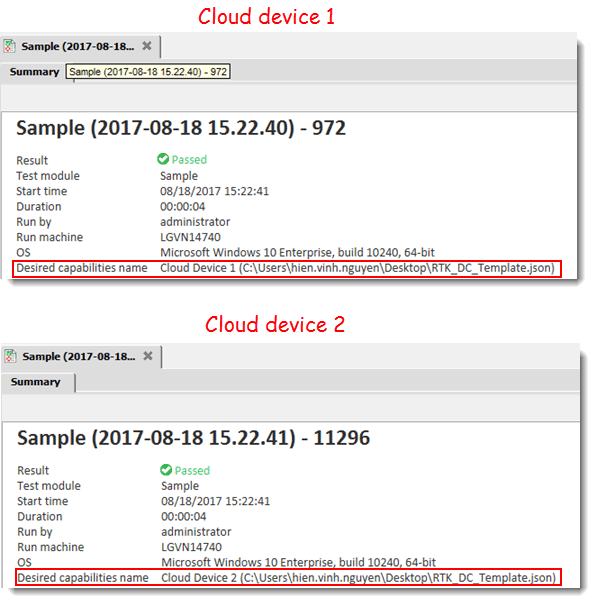 Cloud device 1
Sample (2017-08-18...
Summary
Sample (2017-08-18 15.22.40) - 972
Sample (2017-08-18 15.22.40) - 972
Result Passed
Test module Sample
Start time 08/18/2017 15:22:41
Duration 00:00:04
Run by administrator
Run machine LGVN14740
OS Microsoft Windows 10 Enterprise, build 10240, 64-bit
Desired capabilities name Cloud Device 1 (C:\Users\hien.vinh.nguyen\Desktop\RTK_DC_Template.json)
Cloud device 2
Sample (2017-08-18...
Summary
Sample (2017-08-18 15.22.41) - 11296
Result Passed
Test module Sample
Start time 08/18/2017 15:22:41
Duration 00:00:04
Run by administrator
Run machine LGVN14740
OS Microsoft Windows 10 Enterprise, build 10240, 64-bit
Desired capabilities name Cloud Device 2 (C:\Users\hien.vinh.nguyen\Desktop\RTK_DC_Template.json)